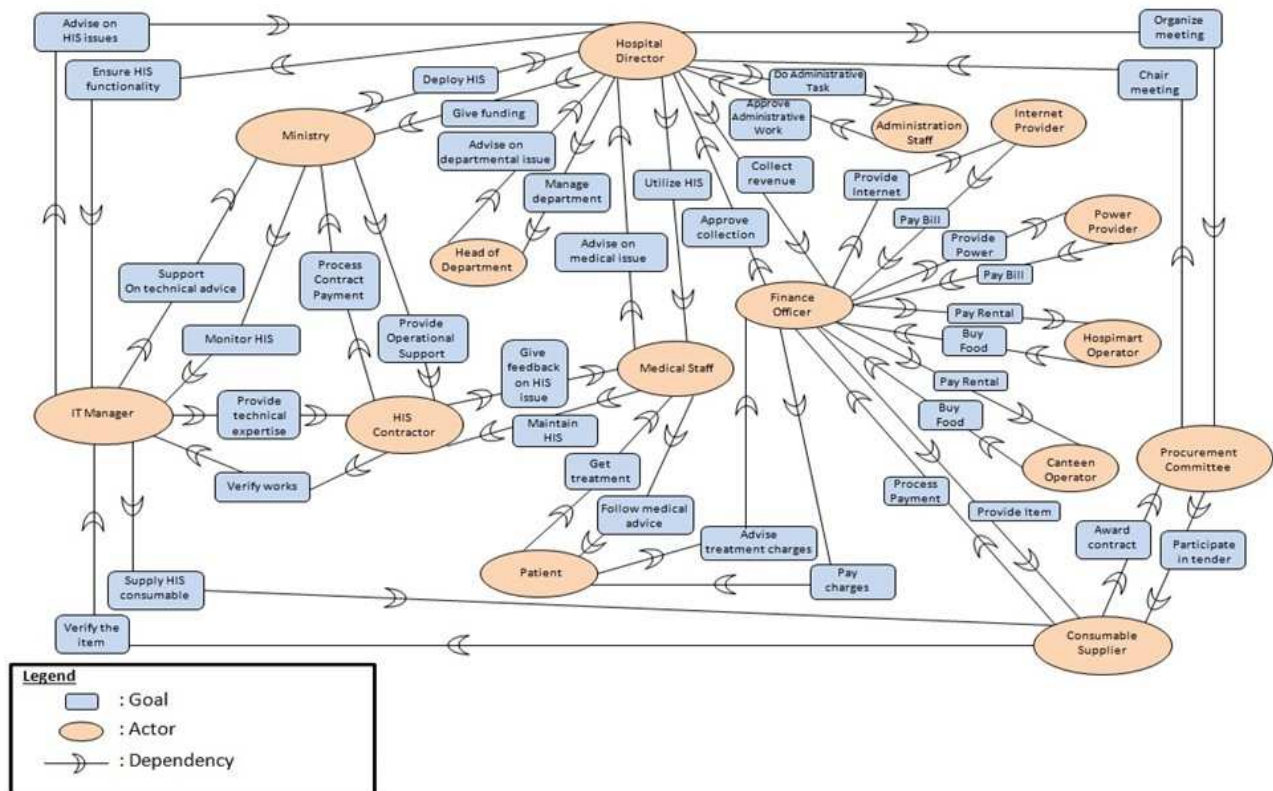 Advise on
HIS issues
Organize
meeting
Hospital
Director
Ensure HIS
functionality
Deploy HIS
Do Administrative
Task
Chair
meeting
Give funding
Approve
Administrative
Work
Administration
Staff
Internet
Provider
Ministry
Advise on
departmental issue
Manage
department
Utilize HIS
Collect
revenue
Provide
Internet
Pay Bill
Power
Provider
Provide
Power
Pay Bill
Head of
Department
Advise on
medical issue
Approve
collection
Support
On technical advice
Process
Contract
Payment
Finance
Officer
Pay Rental
Buy
Food
Hospimart
Operator
Monitor HIS
Provide
Operational
Support
Give
feedback
on HIS
issue
Medical Staff
Pay Rental
Buy
Food
IT Manager
Provide
technical
expertise
HIS
Contractor
Maintain
HIS
Canteen
Operator
Procurement
Committee
Verify works
Get
treatment
Process
Payment
Provide Item
Follow medical
advice
Advise
treatment charges
Award
contract
Participate
in tender
Patient
Pay
charges
Supply HIS
consumable
Verify the
item
Consumable
Supplier
Legend
: Goal
: Actor
: Dependency